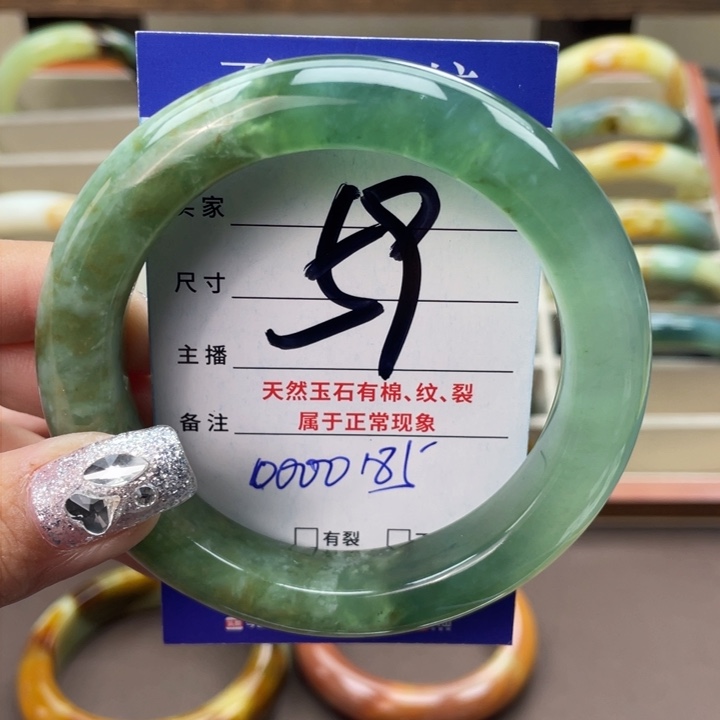 家
尺寸
59
主播
天然玉石有棉、纹、裂
属于正常现象
备注
0000185
有裂